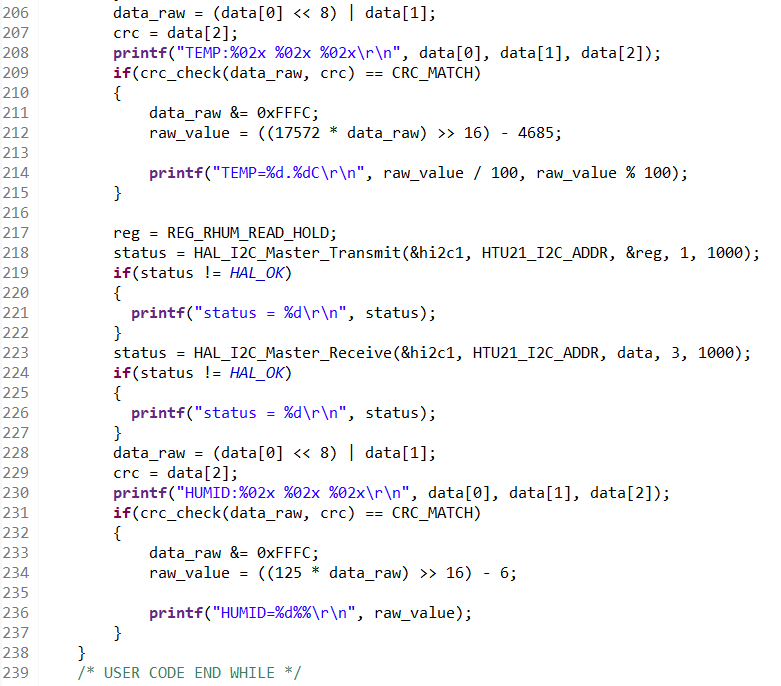 206 data_raw = (data[0] << 8) | data[1];
207 crc = data[2];
208 printf("TEMP:%02x %02x %02x\r\n", data[0], data[1], data[2]);
209 if(crc_check(data_raw, crc) == CRC_MATCH)
210 {
211 data_raw &= 0xFFFC;
212 raw_value = ((17572 * data_raw) >> 16) - 4685;
213
214 printf("TEMP=%d.%dC\r\n", raw_value / 100, raw_value % 100);
215 }
216
217 reg = REG_RHUM_READ_HOLD;
218 status = HAL_I2C_Master_Transmit(&hi2c1, HTU21_I2C_ADDR, &reg, 1, 1000);
219 if(status != HAL_OK)
220 {
221 printf("status = %d\r\n", status);
222 }
223 status = HAL_I2C_Master_Receive(&hi2c1, HTU21_I2C_ADDR, data, 3, 1000);
224 if(status != HAL_OK)
225 {
226 printf("status = %d\r\n", status);
227 }
228 data_raw = (data[0] << 8) | data[1];
229 crc = data[2];
230 printf("HUMID:%02x %02x %02x\r\n", data[0], data[1], data[2]);
231 if(crc_check(data_raw, crc) == CRC_MATCH)
232 {
233 data_raw &= 0xFFFC;
234 raw_value = ((125 * data_raw) >> 16) - 6;
235
236 printf("HUMID=%d%%\r\n", raw_value);
237 }
238 }
239 /* USER CODE END WHILE */